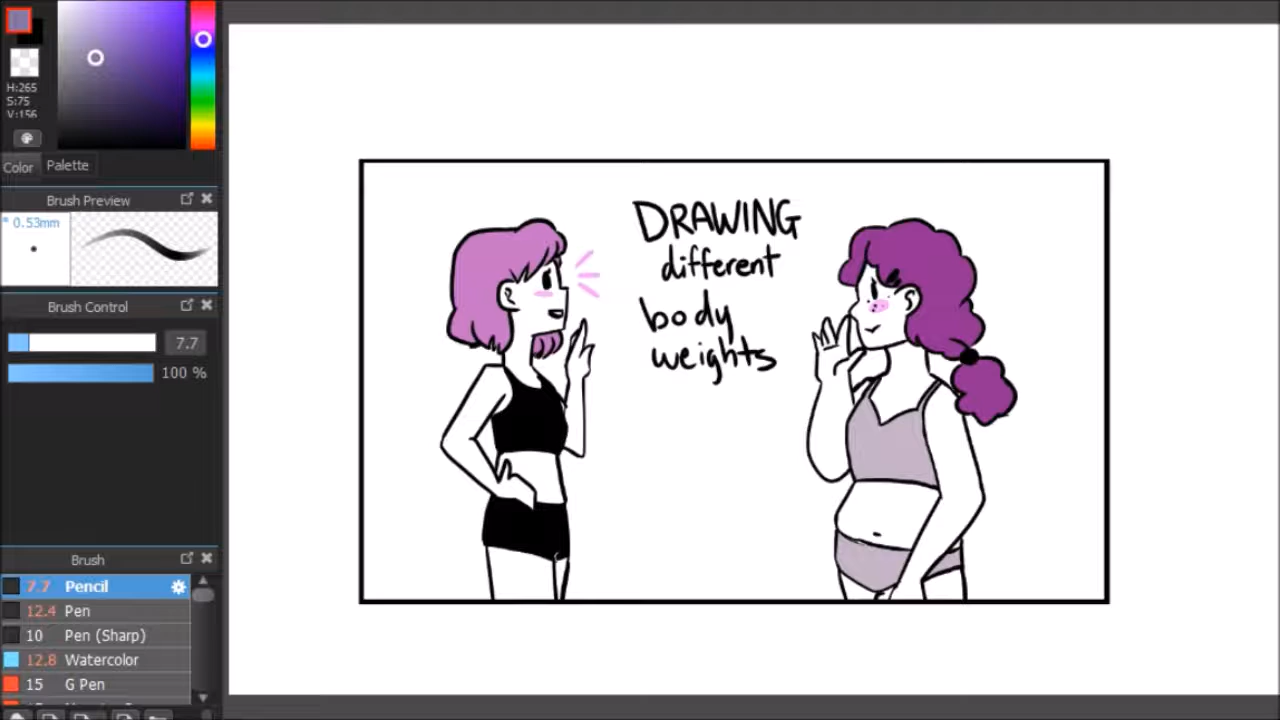 H:265
S:75
V:156
Color Palette
Brush Preview
* 0.53mm
Brush Control
7.7
100 %
Brush
7.7 Pencil
12.4 Pen
10 Pen (Sharp)
12.8 Watercolor
15 G Pen
DRAWING
different
body
weights